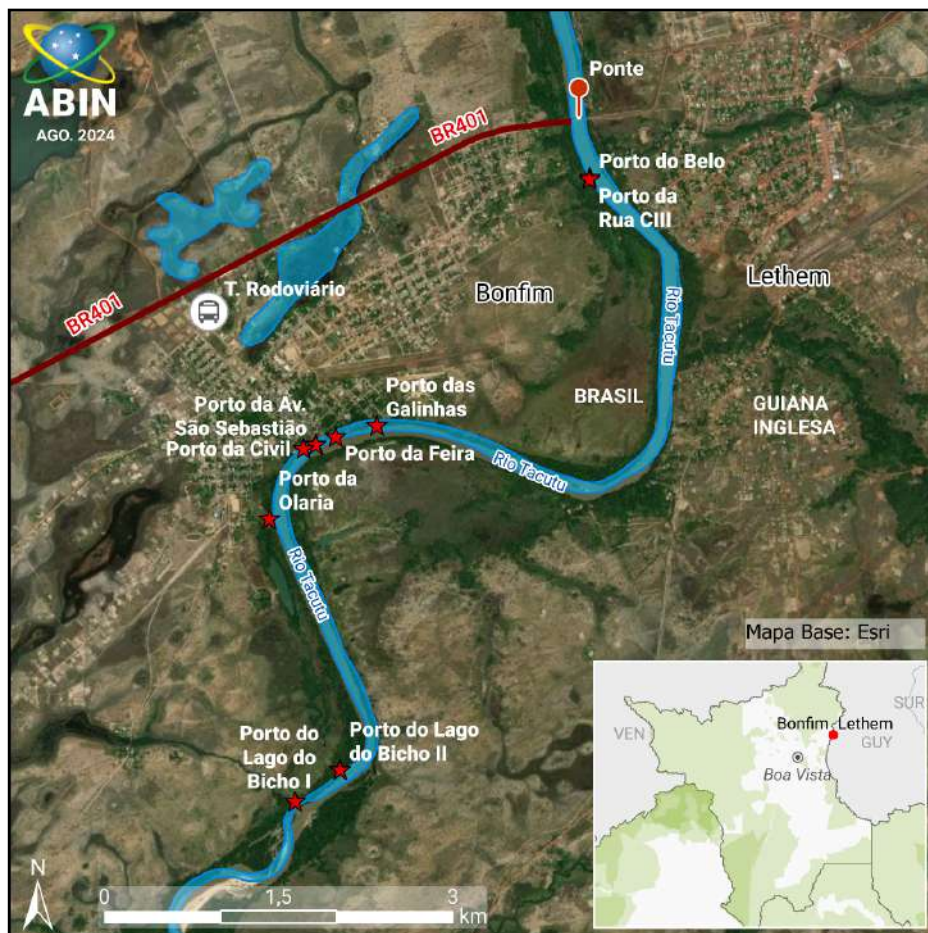 ABIN
AGO. 2024
Ponte
BR401
Porto do Belo
Porto da
Rua CIII
T. Rodoviário
Bonfim
Lethem
BR401
Rio Tacutu
Porto das
Galinhas
BRASIL
GUIANA
INGLESA
Porto da Av.
São Sebastião
Porto da Civil
Porto da Feira
Rio Tacutu
Porto da
Olaria
Rio Tacutu
Mapa Base: Esri
Porto do
Lago do
Bicho I
Porto do Lago
do Bicho II
VEN
Bonfim
Lethem
SUR
GUY
Boa Vista
N
0
1,5
3
km